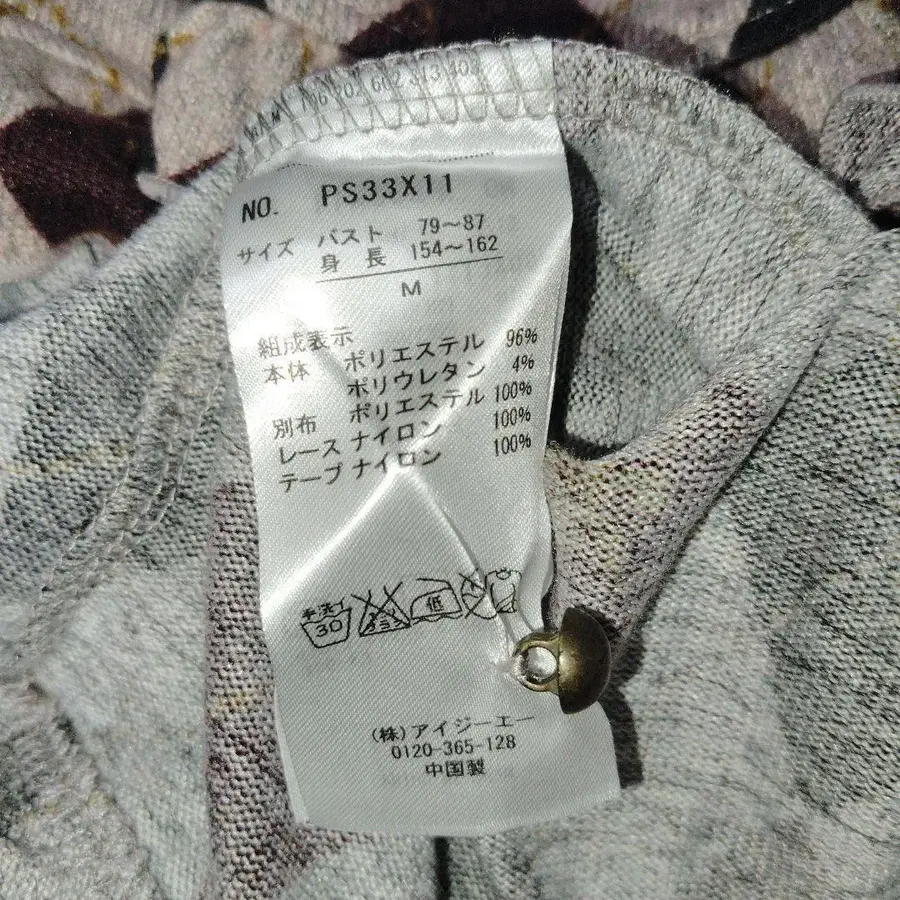 NO. PS33X11
サイズ バスト 79～87
身長 154～162
M
組成表示
本体 ポリエステル 96%
ポリウレタン 4%
別布 ポリエステル 100%
レース ナイロン 100%
テープ ナイロン 100%
手洗イ 30
低
(株)アイジーエー
0120-365-128
中国製